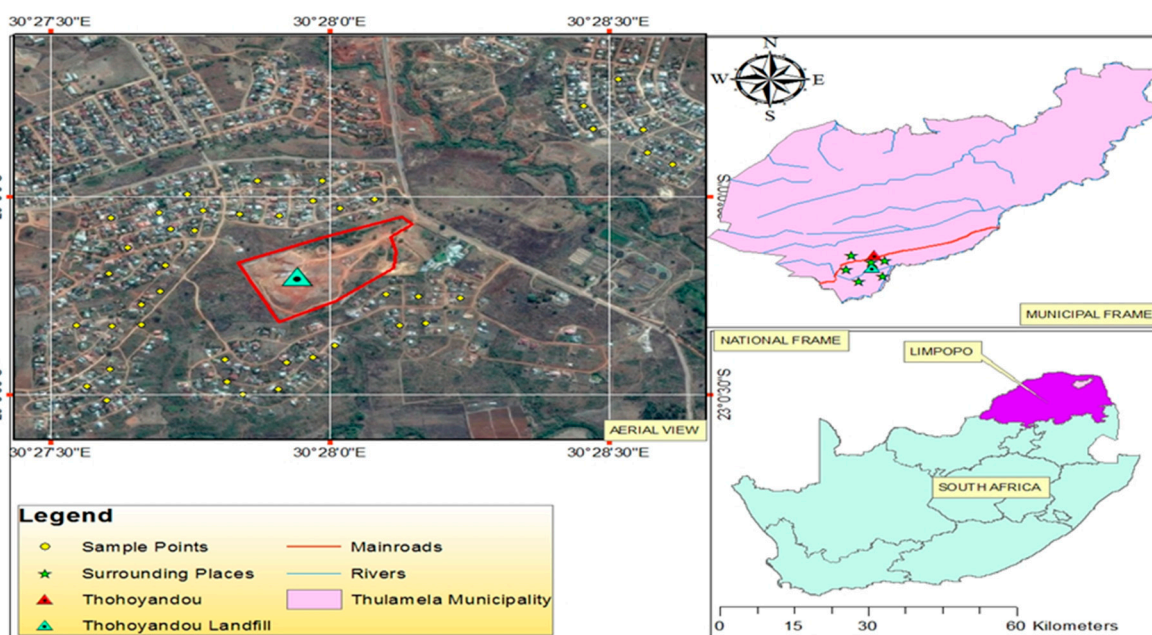 30°27'30"E 30°28'0"E 30°28'30"E
N
W E
S
MUNICIPAL FRAME
NATIONAL FRAME
LIMPOPO
SOUTH AFRICA
23°0'30"S
AERIAL VIEW
30°27'30"E 30°28'0"E 30°28'30"E
Legend
Sample Points
Surrounding Places
Thohoyandou
Thohoyandou Landfill
Mainroads
Rivers
Thulamela Municipality
0 15 30 60 Kilometers